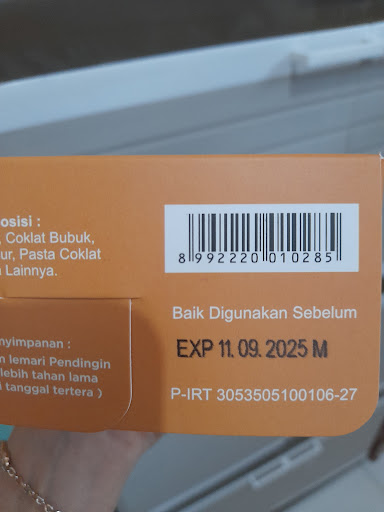 osisi :
, Coklat Bubuk,
ur, Pasta Coklat
Lainnya.
8 992220 010285
Baik Digunakan Sebelum
EXP 11. 09. 2025 M
P-IRT 3053505100106-27
nyimpanan :
lemari Pendingin
lebih tahan lama
tanggal tertera )